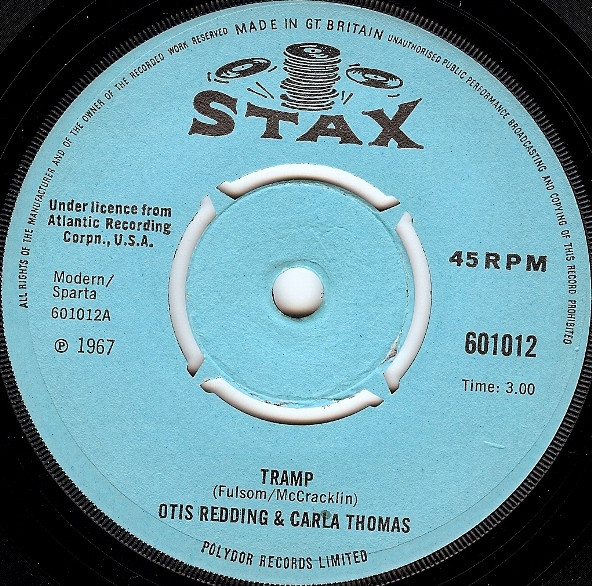 ALL RIGHTS OF THE MANUFACTURER AND OF THE OWNER OF THE RECORDED WORK RESERVED
MADE IN GT. BRITAIN
UNAUTHORISED PUBLIC PERFORMANCE BROADCASTING AND COPYING OF THIS RECORD PROHIBITED
STAX
Under licence from
Atlantic Recording
Corpn., U.S.A.
Modern/
Sparta
601012A
℗ 1967
45 RPM
601012
Time: 3.00
TRAMP
(Fulsom/McCracklin)
OTIS REDDING & CARLA THOMAS
POLYDOR RECORDS LIMITED